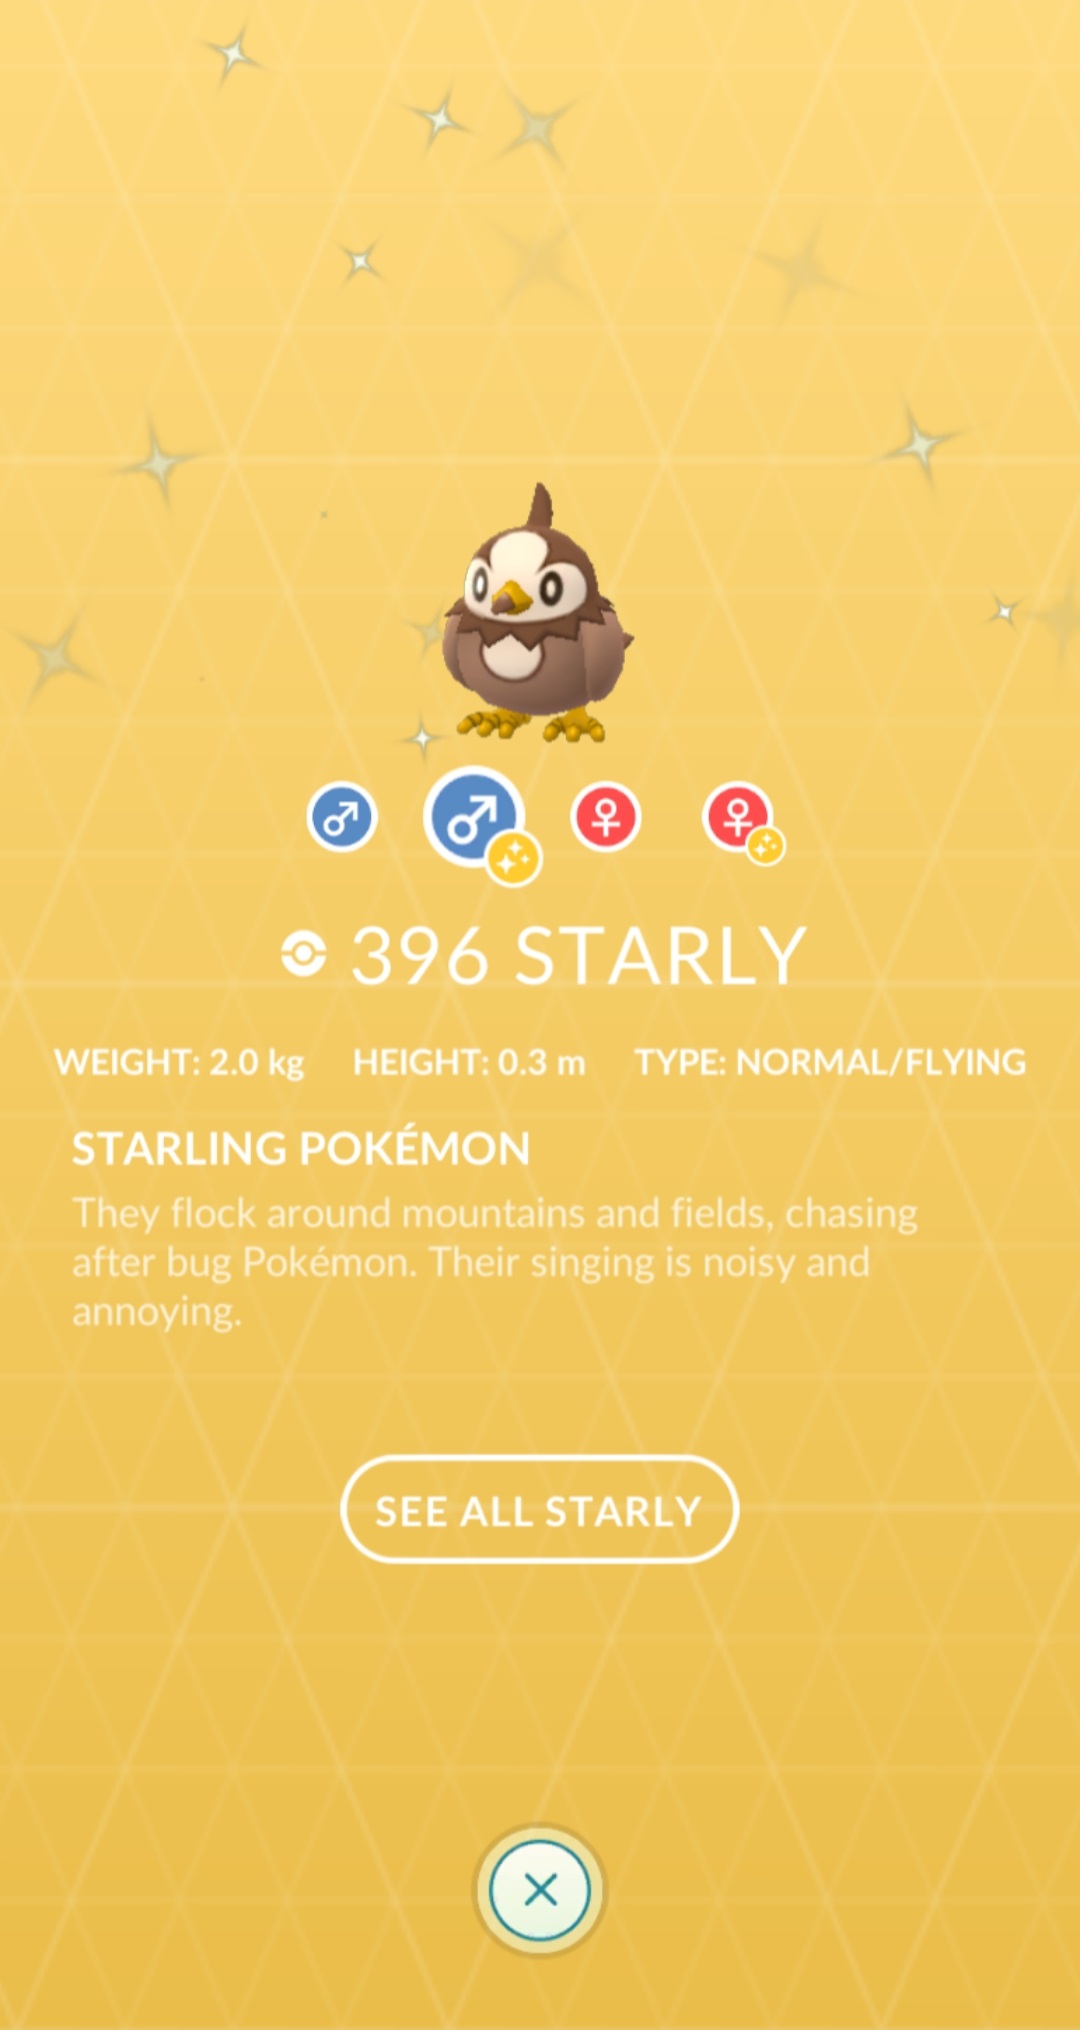 396 STARLY
WEIGHT: 2.0 kg HEIGHT: 0.3 m TYPE: NORMAL/FLYING
STARLING POKÉMON
They flock around mountains and fields, chasing
after bug Pokémon. Their singing is noisy and
annoying.
SEE ALL STARLY